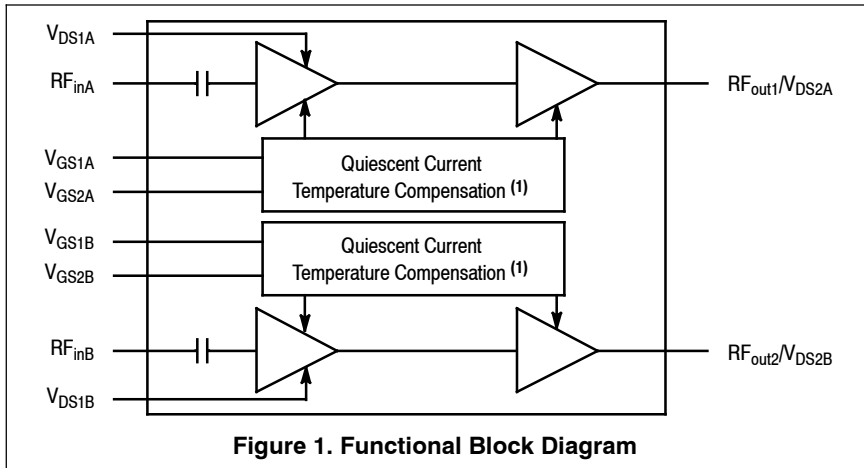 VDS1A
RFinA
RFout1/VDS2A
VGS1A
VGS2A
Quiescent Current
Temperature Compensation (1)
VGS1B
VGS2B
Quiescent Current
Temperature Compensation (1)
RFinB
RFout2/VDS2B
VDS1B
Figure 1. Functional Block Diagram